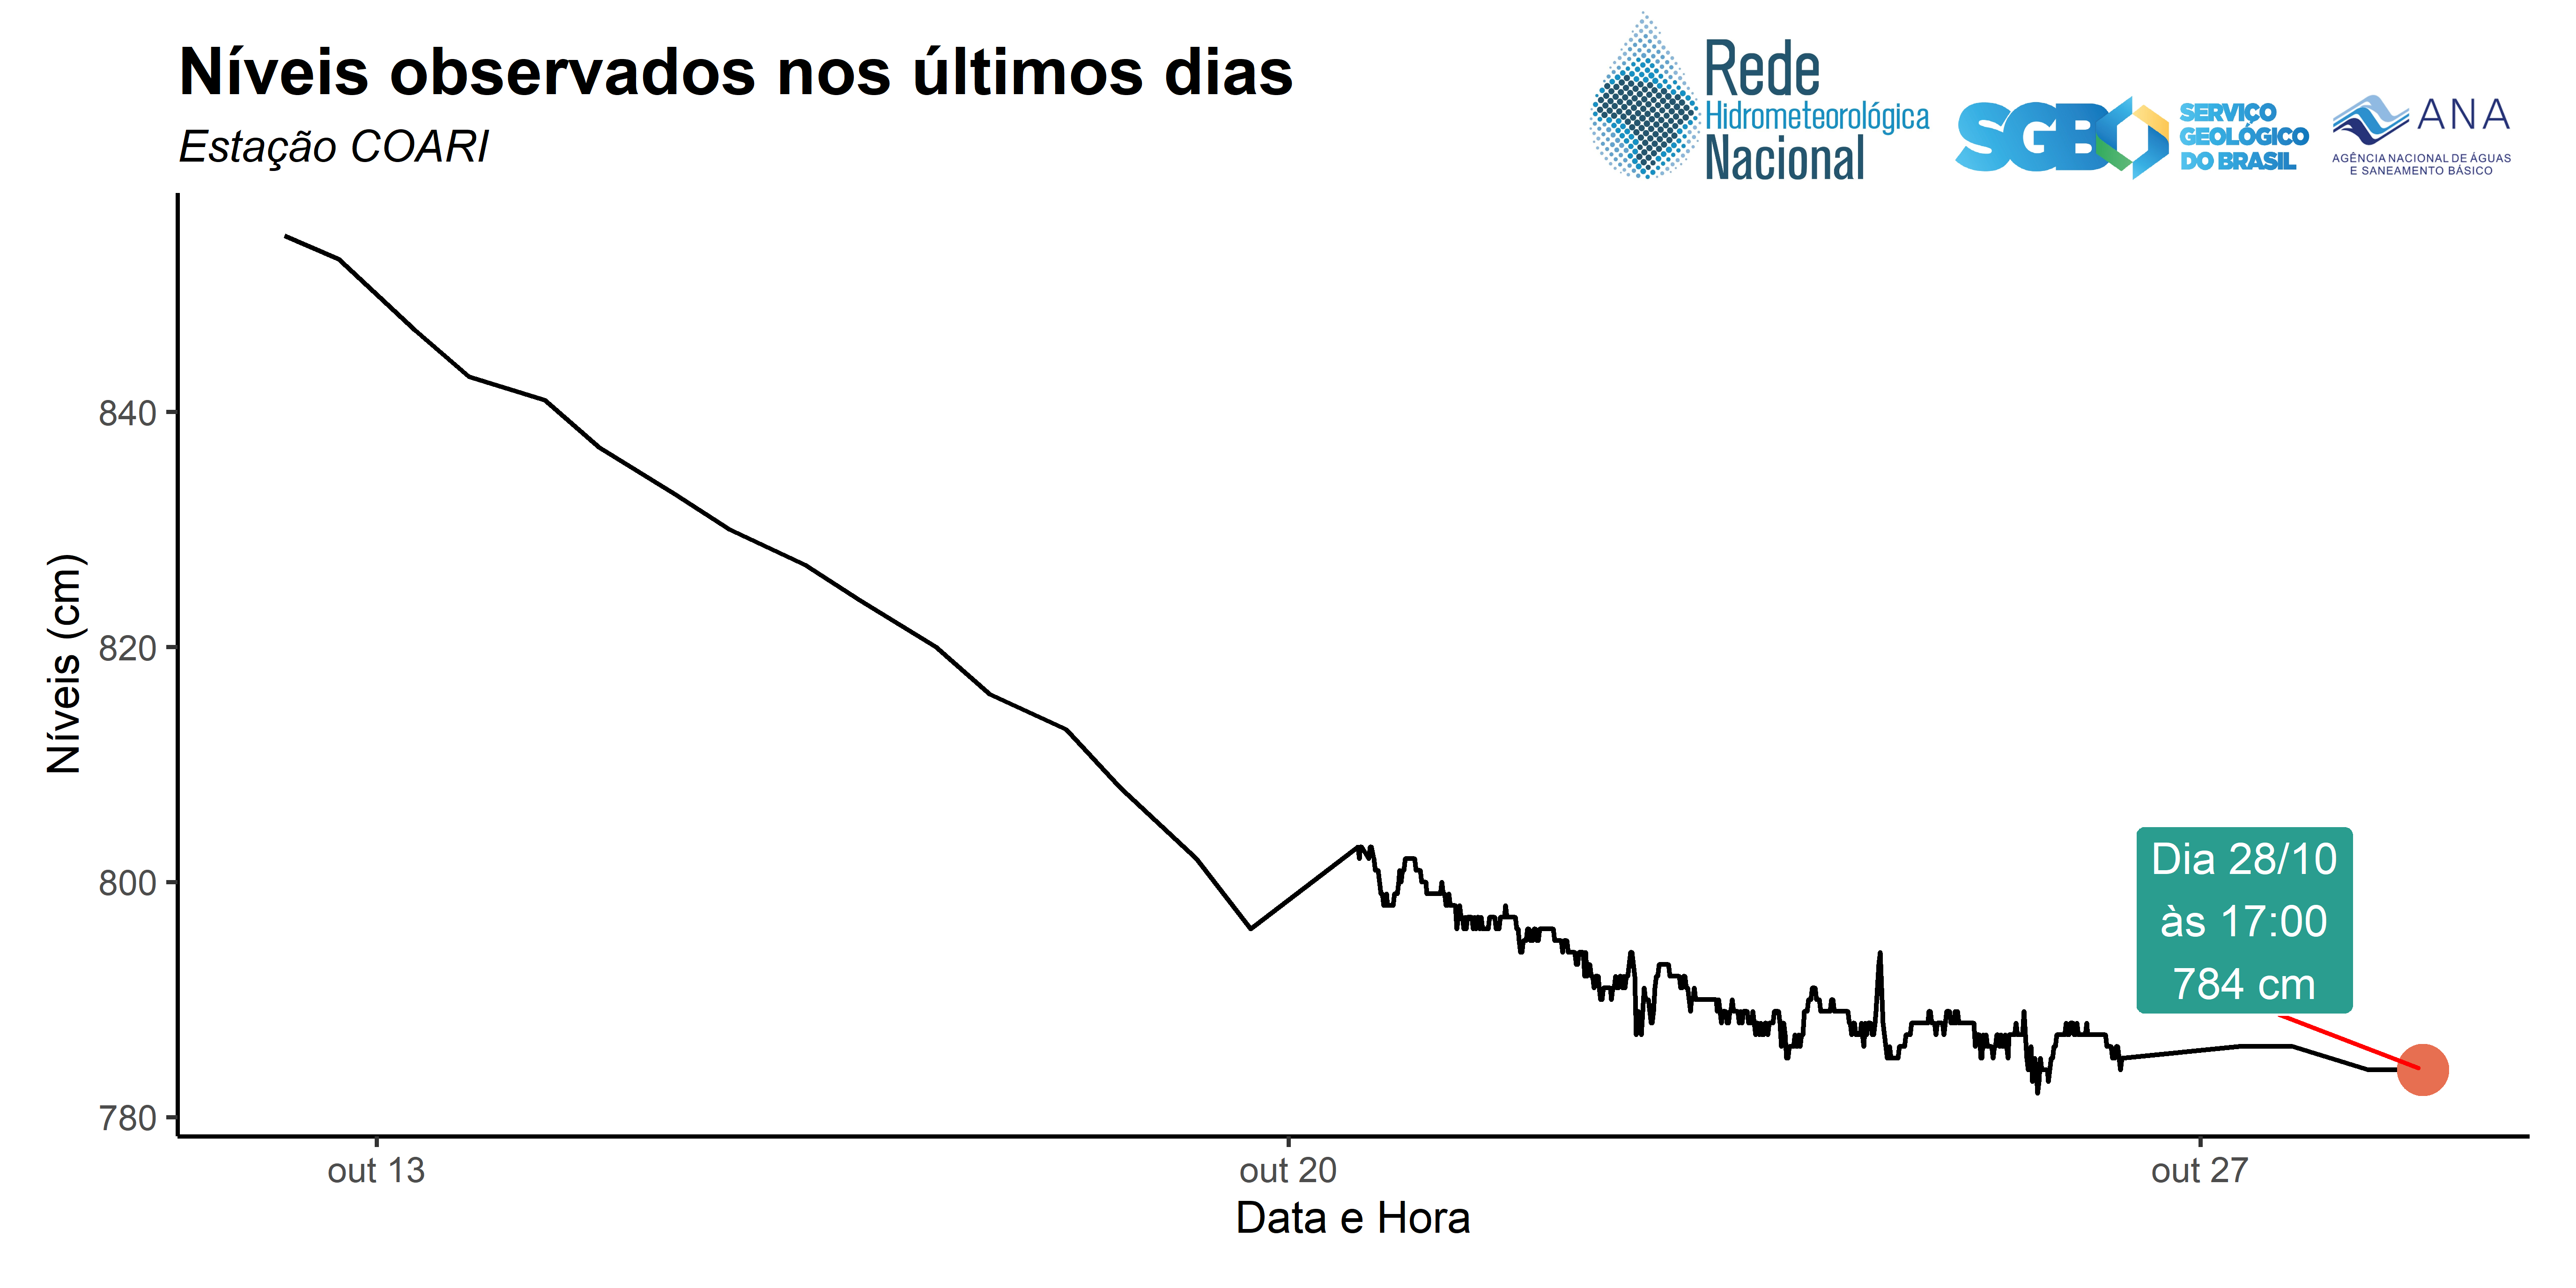 Níveis observados nos últimos dias
Estação COARI
Rede
Hidrometeorológica
Nacional
SGB
SERVIÇO
GEOLÓGICO
DO BRASIL
ANA
AGÊNCIA NACIONAL DE ÁGUAS
E SANEAMENTO BÁSICO
Níveis (cm)
840
820
800
780
Dia 28/10
às 17:00
784 cm
out 13
out 20
out 27
Data e Hora